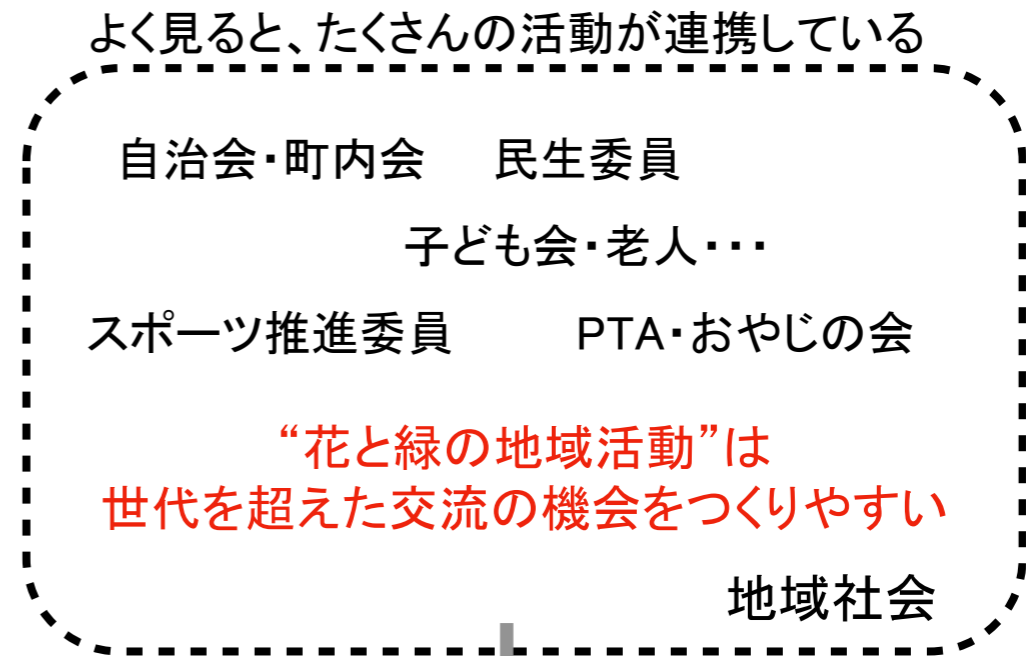 よく見ると、たくさんの活動が連携している
自治会・町内会 民生委員
子ども会・老人・・・
スポーツ推進委員 PTA・おやじの会
“花と緑の地域活動”は
世代を超えた交流の機会をつくりやすい
地域社会